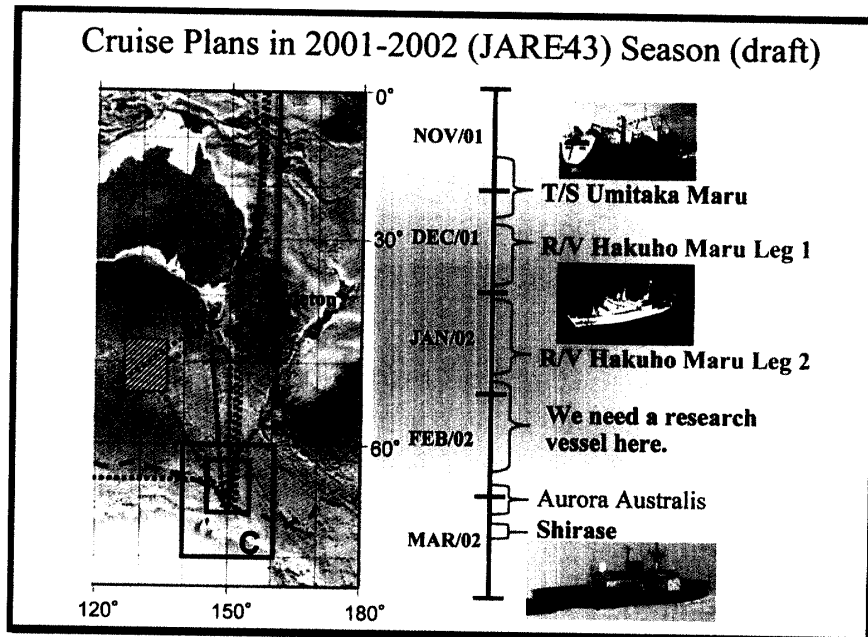 Cruise Plans in 2001-2002 (JARE43) Season (draft)
0°
30°
60°
C
120°
150°
180°
NOV/01
DEC/01
JAN/02
FEB/02
MAR/02
T/S Umitaka Maru
R/V Hakuho Maru Leg 1
R/V Hakuho Maru Leg 2
We need a research
vessel here.
Aurora Australis
Shirase